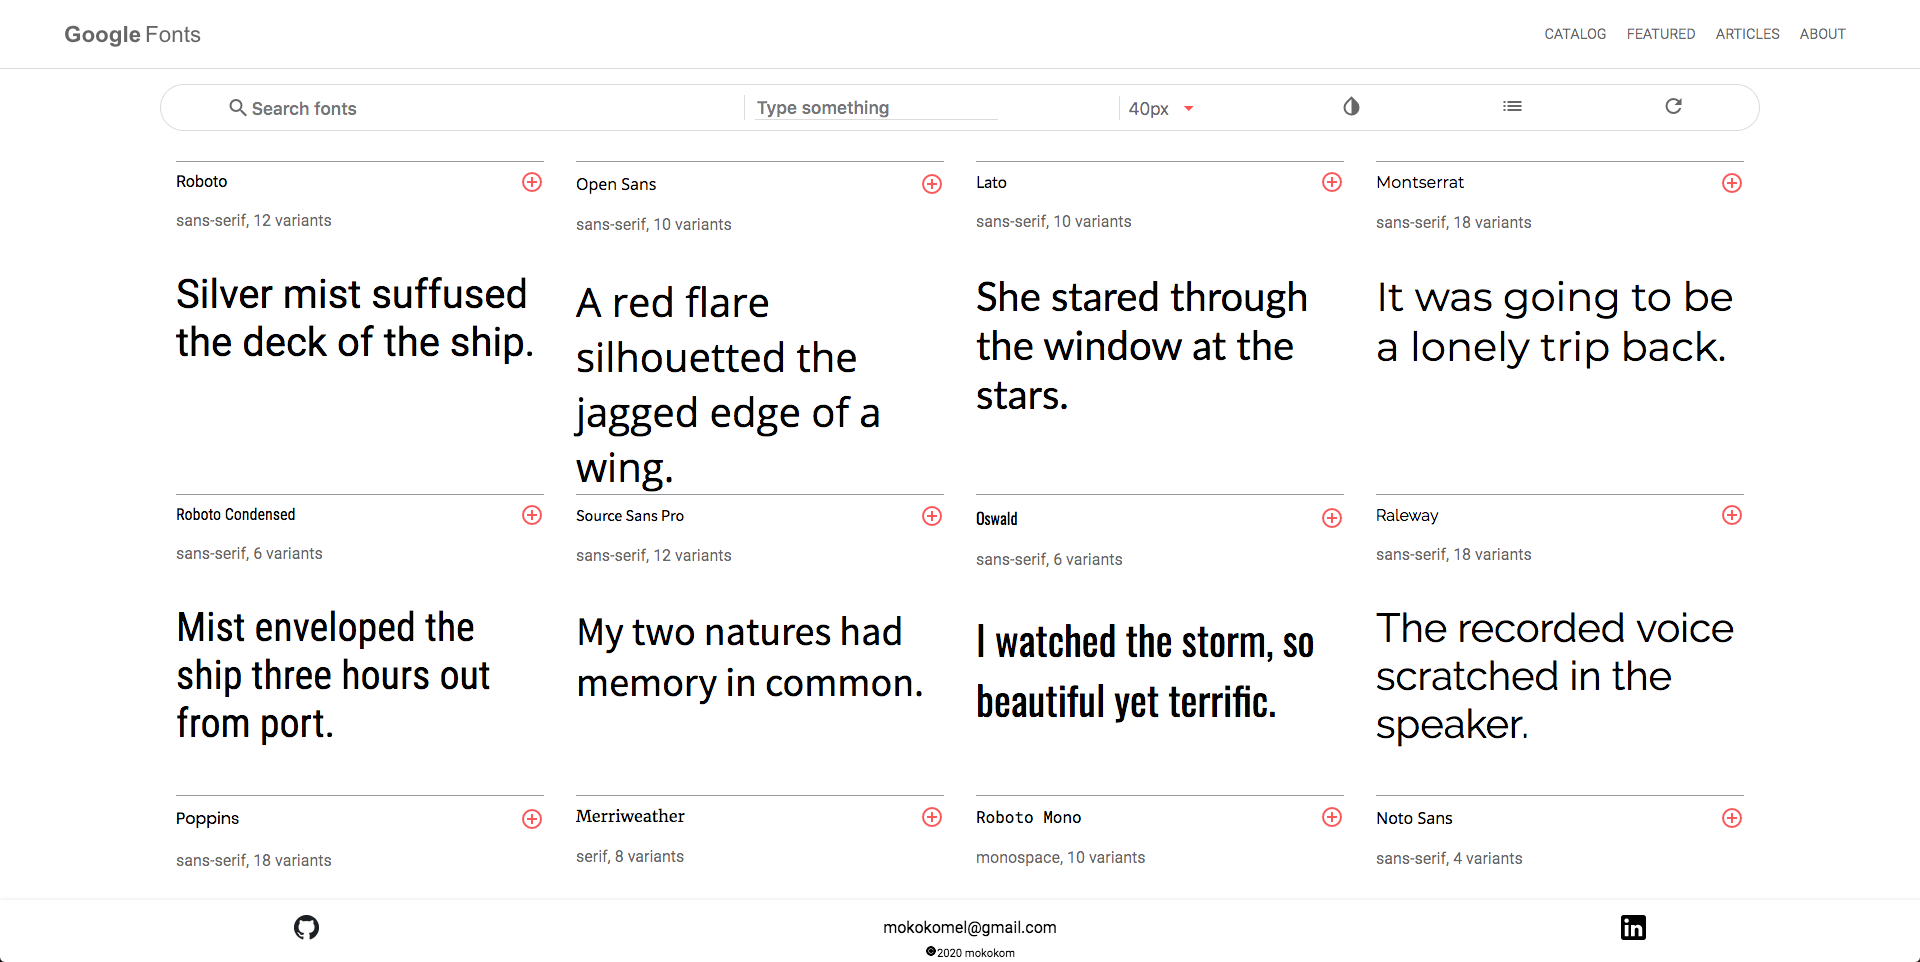 Google Fonts
CATALOG FEATURED ARTICLES ABOUT
Search fonts
Type something
40px
Roboto
sans-serif, 12 variants
Silver mist suffused
the deck of the ship.
Open Sans
sans-serif, 10 variants
A red flare
silhouetted the
jagged edge of a
wing.
Lato
sans-serif, 10 variants
She stared through
the window at the
stars.
Montserrat
sans-serif, 18 variants
It was going to be
a lonely trip back.
Roboto Condensed
sans-serif, 6 variants
Mist enveloped the
ship three hours out
from port.
Source Sans Pro
sans-serif, 12 variants
My two natures had
memory in common.
Oswald
sans-serif, 6 variants
I watched the storm, so
beautiful yet terrific.
Raleway
sans-serif, 18 variants
The recorded voice
scratched in the
speaker.
Poppins
sans-serif, 18 variants
Merriweather
serif, 8 variants
Roboto Mono
monospace, 10 variants
Noto Sans
sans-serif, 4 variants
mokokomel@gmail.com
©2020 mokokom
in